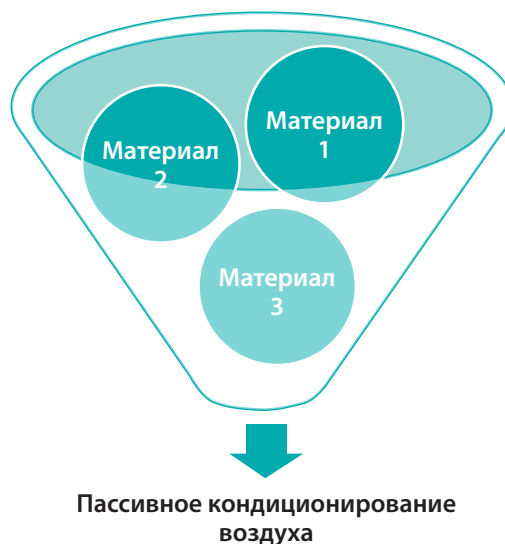 Материал
1
Материал
2
Материал
3
Пассивное кондиционирование
воздуха